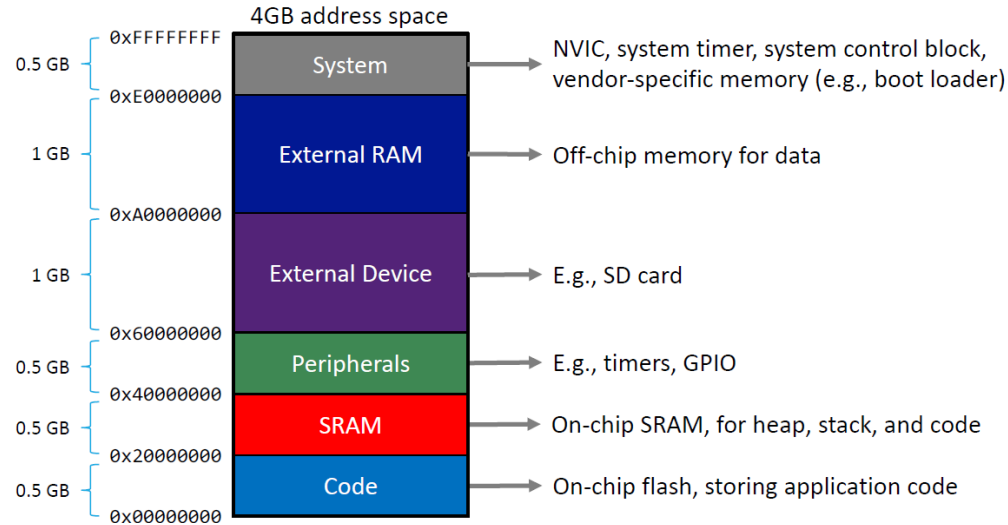 4GB address space
0xFFFFFFFF
0.5 GB
System
NVIC, system timer, system control block,
vendor-specific memory (e.g., boot loader)
0xE0000000
1 GB
External RAM
Off-chip memory for data
0xA0000000
1 GB
External Device
E.g., SD card
0x60000000
0.5 GB
Peripherals
E.g., timers, GPIO
0x40000000
0.5 GB
SRAM
On-chip SRAM, for heap, stack, and code
0x20000000
0.5 GB
Code
On-chip flash, storing application code
0x00000000